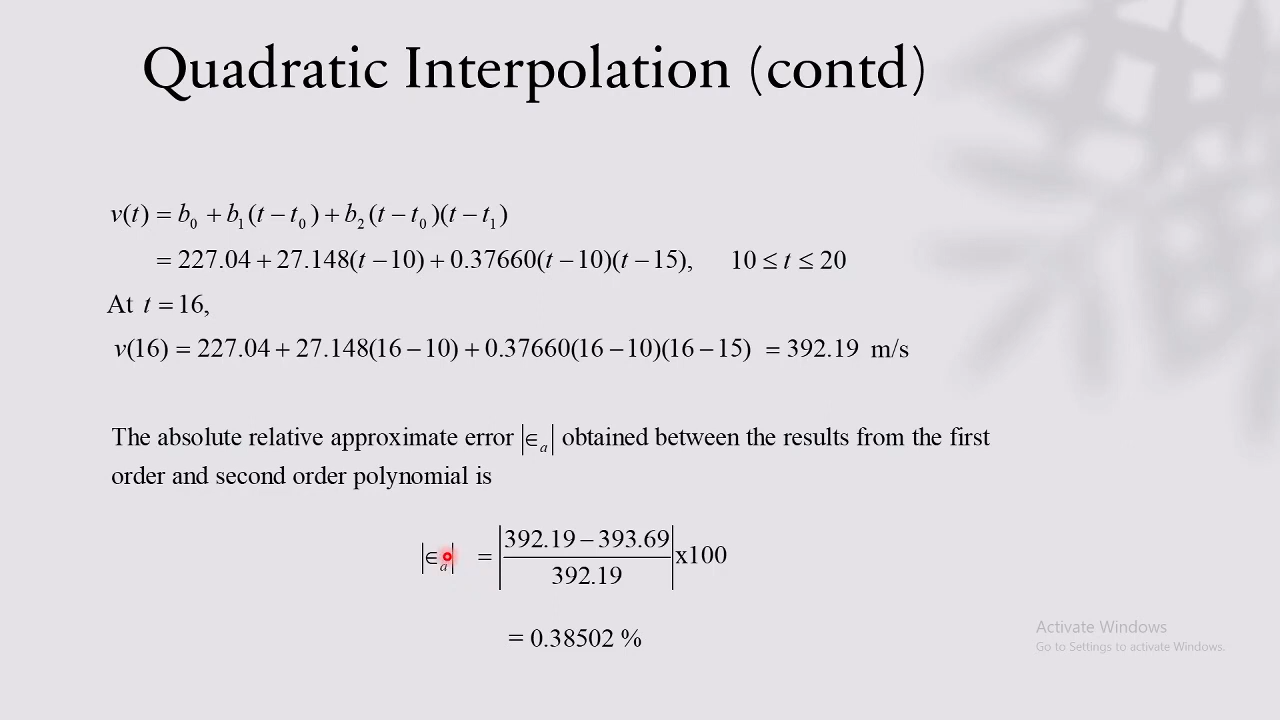 Quadratic Interpolation (contd)
v(t) = b₀ + b₁(t − t₀) + b₂(t − t₀)(t − t₁)
= 227.04 + 27.148(t − 10) + 0.37660(t − 10)(t − 15), 10 ≤ t ≤ 20
At t = 16,
v(16) = 227.04 + 27.148(16 − 10) + 0.37660(16 − 10)(16 − 15) = 392.19 m/s
The absolute relative approximate error |∈ₐ| obtained between the results from the first
order and second order polynomial is
|∈ₐ| = |(392.19 − 393.69)/392.19| x100
= 0.38502 %
Activate Windows
Go to Settings to activate Windows.